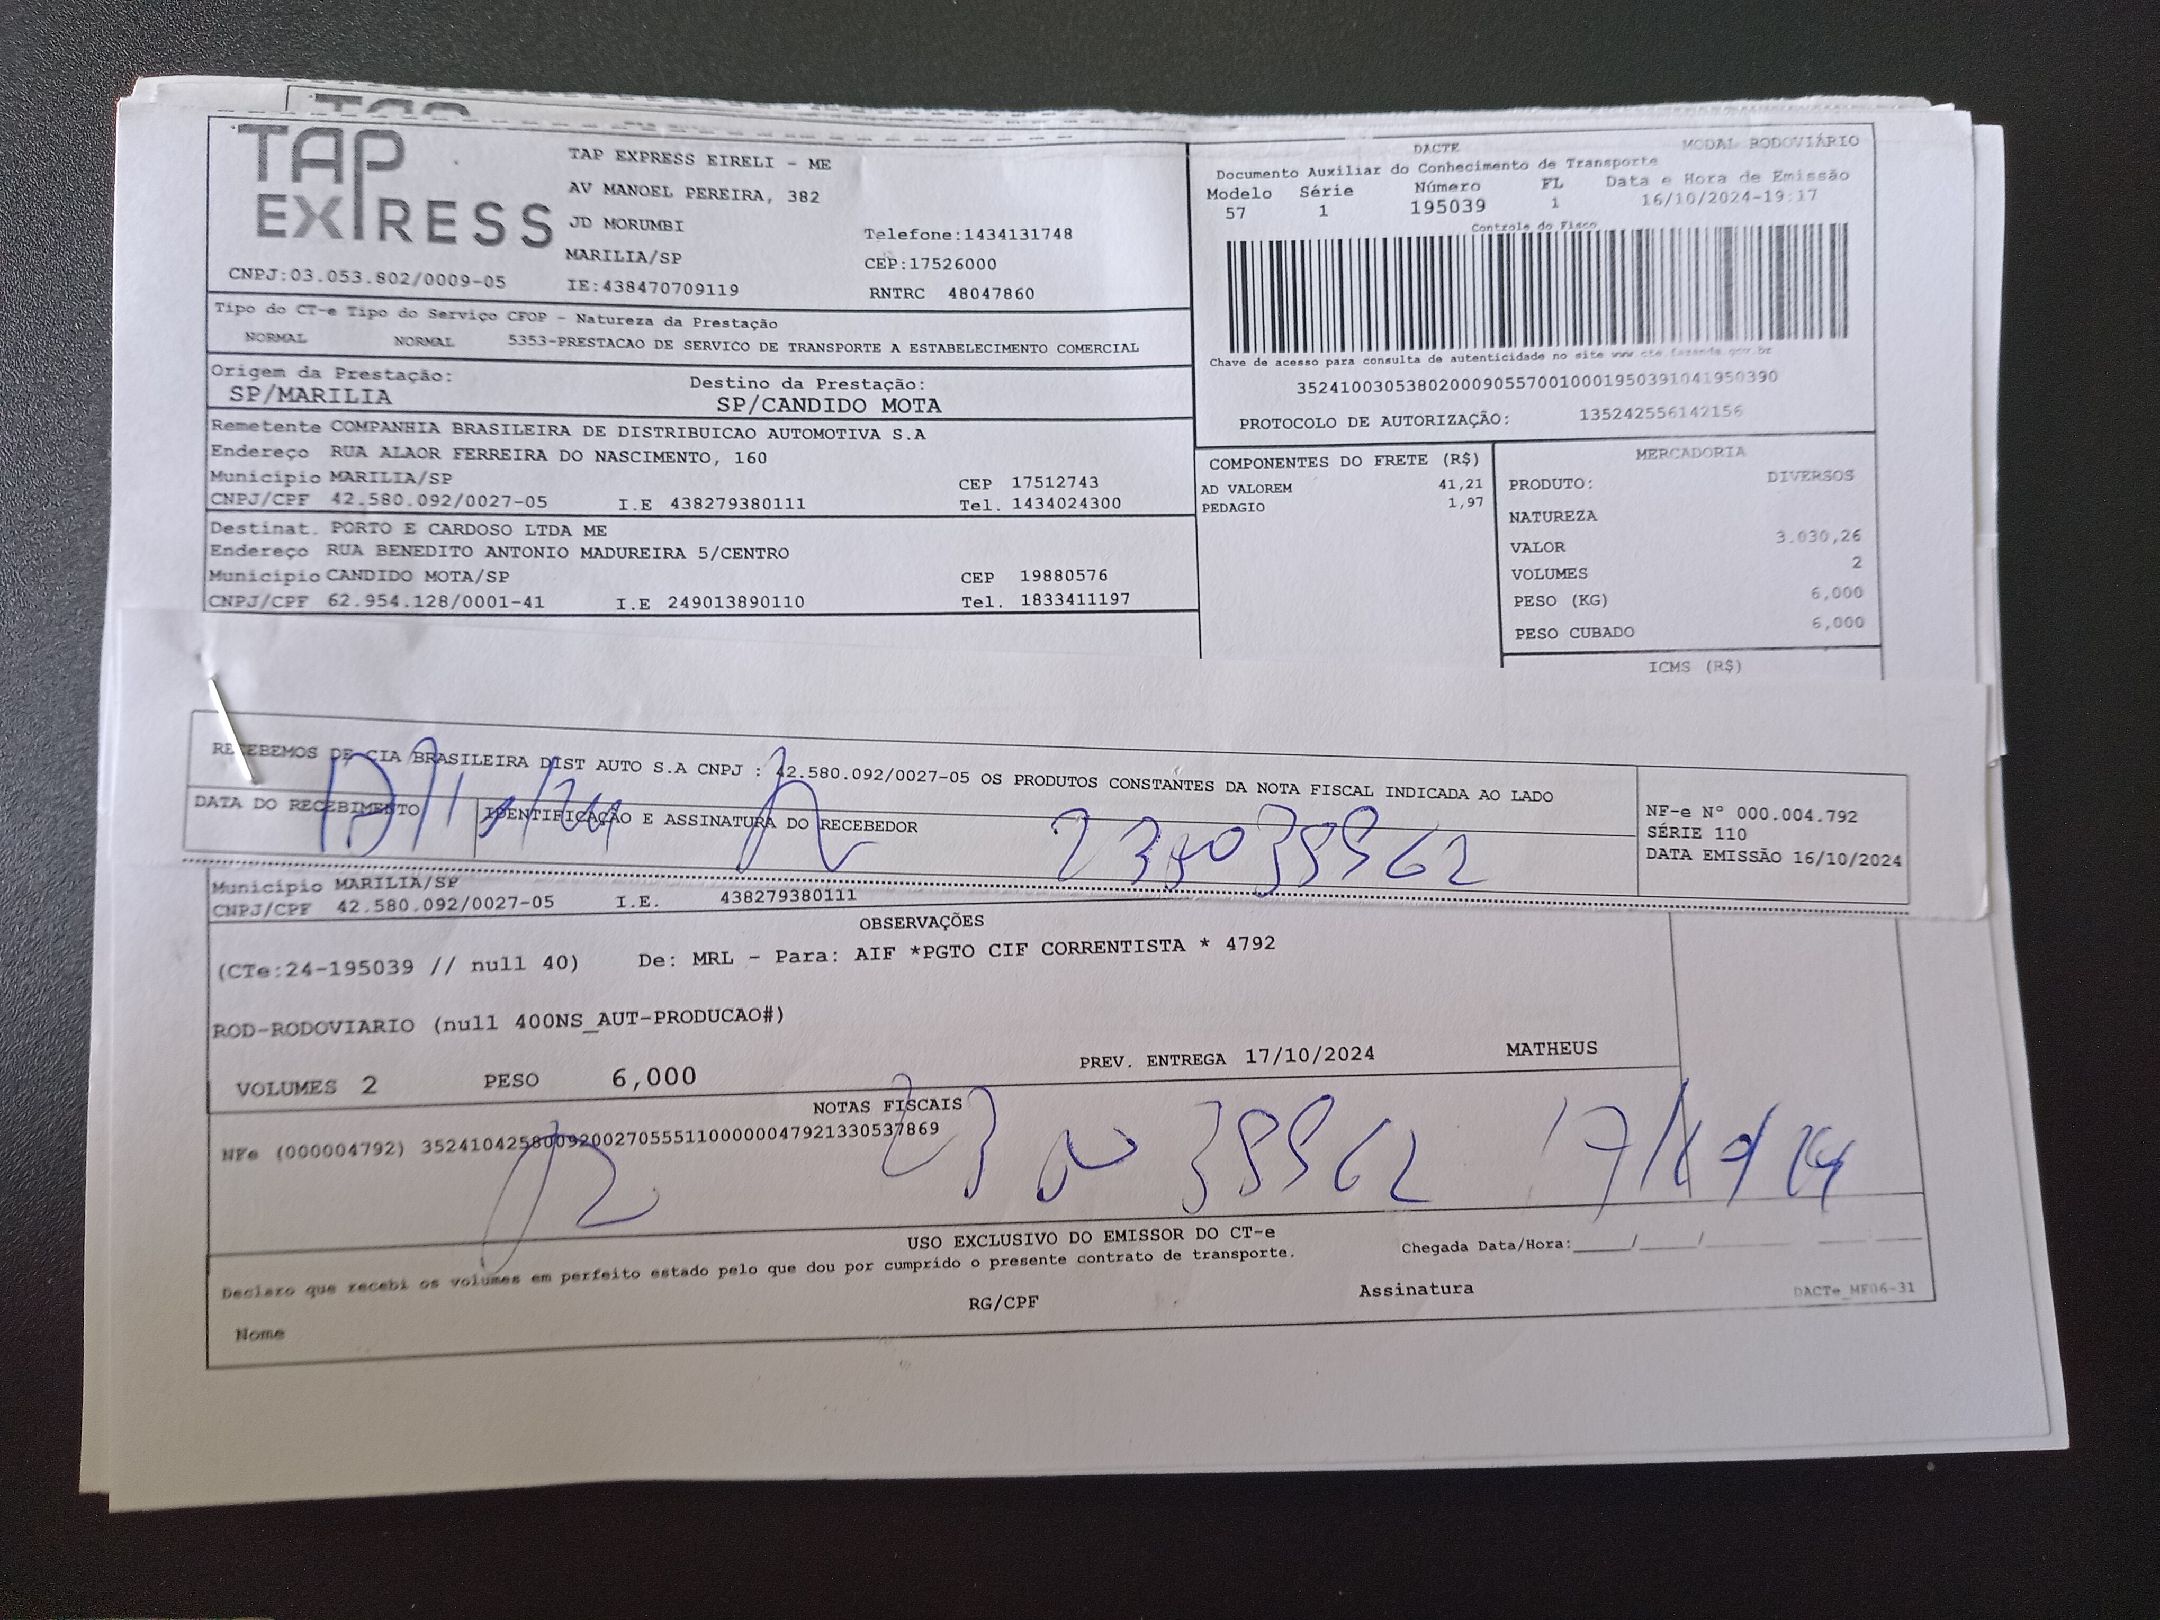 TAP
EXPRESS
TAP EXPRESS EIRELI - ME
AV MANOEL PEREIRA, 382
JD MORUMBI
MARILIA/SP
IE:438470709119
Telefone:1434131748
CEP:17526000
RNTRC 48047860
CNPJ:03.053.802/0009-05
DACTE
MODAL RODOVIÁRIO
Documento Auxiliar do Conhecimento de Transporte
Modelo Série Número FL Data e Hora de Emissão
57 1 195039 1 16/10/2024-19:17
Controle do Fisco
Chave de acesso para consulta de autenticidade no site www.cte.fazenda.gov.br
35241003053802000905570010001950391041950390
PROTOCOLO DE AUTORIZAÇÃO: 135242556142156
Tipo do CT-e Tipo do Serviço CFOP - Natureza da Prestação
NORMAL NORMAL 5353-PRESTACAO DE SERVICO DE TRANSPORTE A ESTABELECIMENTO COMERCIAL
Origem da Prestação: Destino da Prestação:
SP/MARILIA SP/CANDIDO MOTA
Remetente COMPANHIA BRASILEIRA DE DISTRIBUICAO AUTOMOTIVA S.A
Endereço RUA ALAOR FERREIRA DO NASCIMENTO, 160
Município MARILIA/SP CEP 17512743
CNPJ/CPF 42.580.092/0027-05 I.E 438279380111 Tel. 1434024300
Destinat. PORTO E CARDOSO LTDA ME
Endereço RUA BENEDITO ANTONIO MADUREIRA 5/CENTRO
Município CANDIDO MOTA/SP CEP 19880576
CNPJ/CPF 62.954.128/0001-41 I.E 249013890110 Tel. 1833411197
COMPONENTES DO FRETE (R$)
AD VALOREM 41,21
PEDAGIO 1,97
MERCADORIA
PRODUTO: DIVERSOS
NATUREZA
VALOR 3.030,26
VOLUMES 2
PESO (KG) 6,000
PESO CUBADO 6,000
ICMS (R$)
RECEBEMOS DE CIA BRASILEIRA DIST AUTO S.A CNPJ : 42.580.092/0027-05 OS PRODUTOS CONSTANTES DA NOTA FISCAL INDICADA AO LADO
DATA DO RECEBIMENTO IDENTIFICAÇÃO E ASSINATURA DO RECEBEDOR
NF-e N° 000.004.792
SÉRIE 110
DATA EMISSÃO 16/10/2024
Município MARILIA/SP
CNPJ/CPF 42.580.092/0027-05 I.E. 438279380111
OBSERVAÇÕES
(CTe:24-195039 // null 40) De: MRL - Para: AIF *PGTO CIF CORRENTISTA * 4792
ROD-RODOVIARIO (null 400NS_AUT-PRODUCAO#)
VOLUMES 2 PESO 6,000 PREV. ENTREGA 17/10/2024 MATHEUS
NOTAS FISCAIS
NFe (000004792) 35241042580092002705551100000047921330537869
USO EXCLUSIVO DO EMISSOR DO CT-e
Declaro que recebi os volumes em perfeito estado pelo que dou por cumprido o presente contrato de transporte.
Chegada Data/Hora:____/____/____
Nome RG/CPF Assinatura DACTe_MF06-31